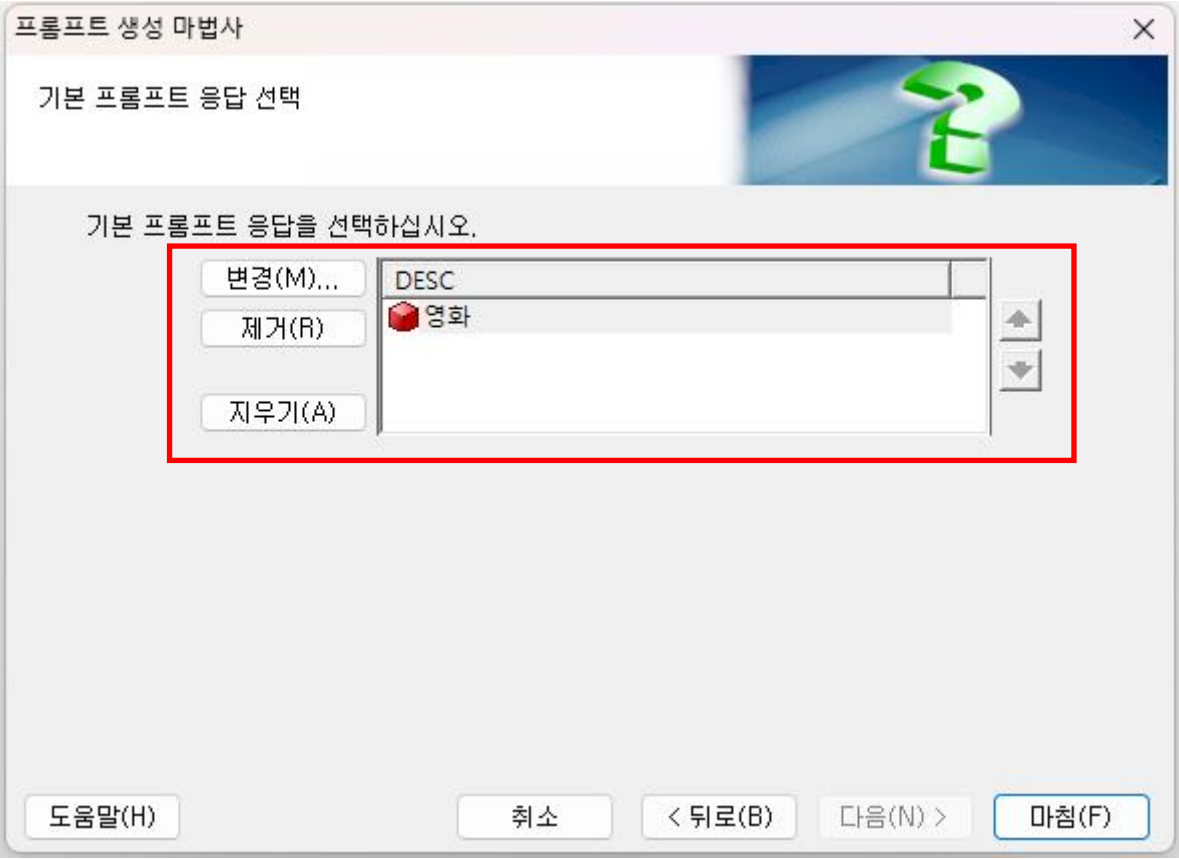 프롬프트 생성 마법사
기본 프롬프트 응답 선택
기본 프롬프트 응답을 선택하십시오.
변경(M)... DESC
영화
제거(R)
지우기(A)
도움말(H) 취소 < 뒤로(B) 다음(N) > 마침(F)